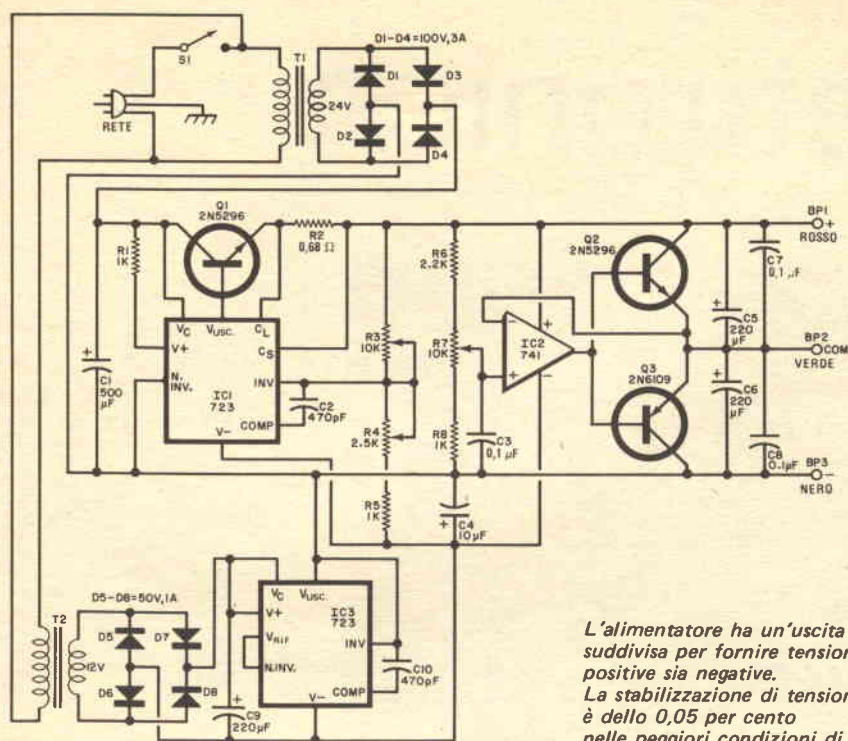 D1-D4=100V,3A
S1
T1
D1
D3
24V
RETE
D2
D4
Q1
2N5296
R2
0,68 Ω
R1
1K
BP1
+
ROSSO
Q2
2N5296
C7
0,1 μF
R6
2.2K
VC
VUSC.
CL
V+
CS
R3
10K
R7
10K
IC2
741
C5
220
μF
BP2
COM
VERDE
C1
500
μF
N.
INV.
IC1
723
INV
C2
470pF
COMP
V-
R4
2.5K
Q3
2N6109
C6
220
μF
C3
0,1 μF
R8
1K
C8
0.1μF
BP3
-
NERO
R5
1K
C4
10μF
D5-D8=50V,1A
T2
D5
D7
12V
D6
D8
VC
VUSC.
V+
IC3
723
VRIF
INV
N.INV.
C10
470pF
COMP
V-
C9
220μF
L'alimentatore ha un'uscita
suddivisa per fornire tension
positive sia negative.
La stabilizzazione di tension
è dello 0,05 per cento
nelle peggiori condizioni di